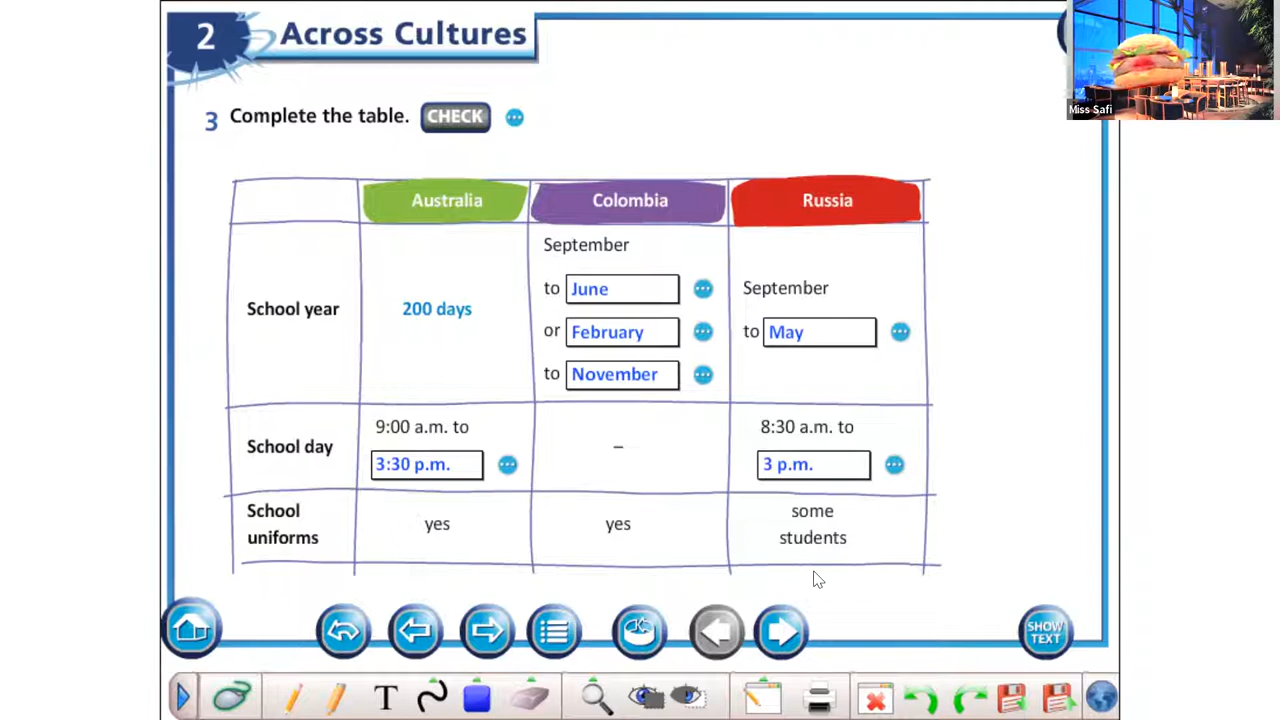 2 Across Cultures
Miss Safi
3 Complete the table. CHECK
Australia Colombia Russia
School year
200 days
September
to June
or February
to November
September
to May
School day
9:00 a.m. to
3:30 p.m.
–
8:30 a.m. to
3 p.m.
School
uniforms
yes
yes
some
students
SHOW
TEXT
T